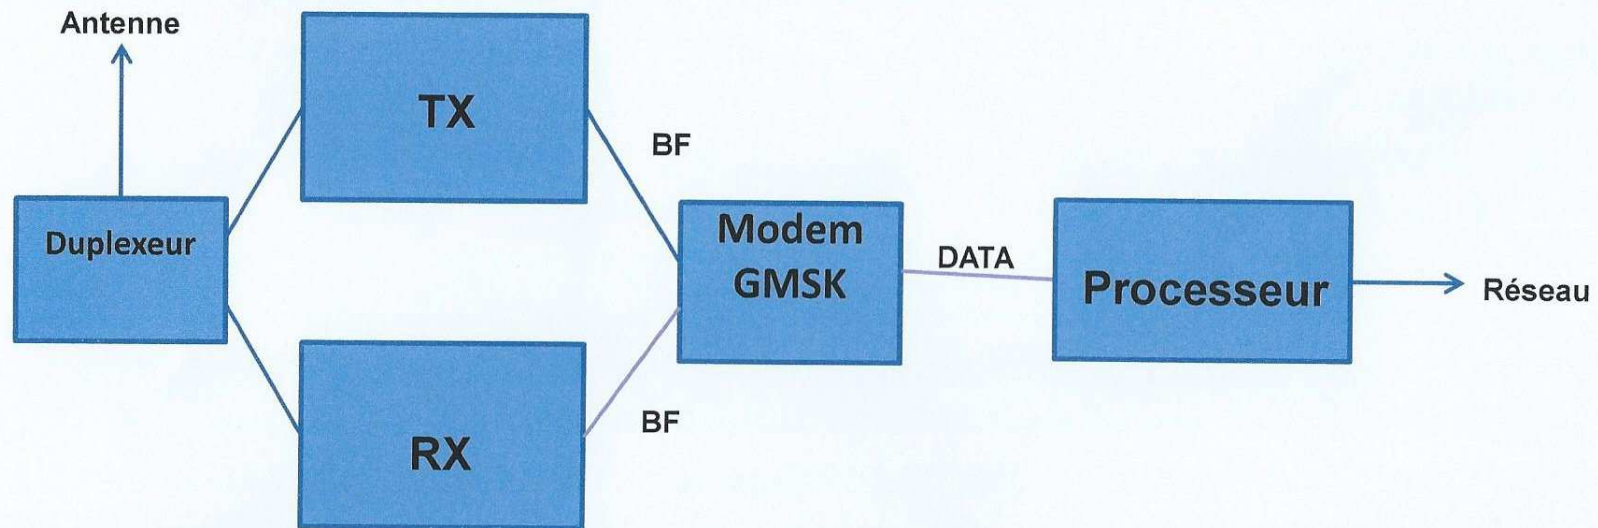 Antenne
TX
BF
Duplexeur
Modem
GMSK
DATA
Processeur
Réseau
RX
BF